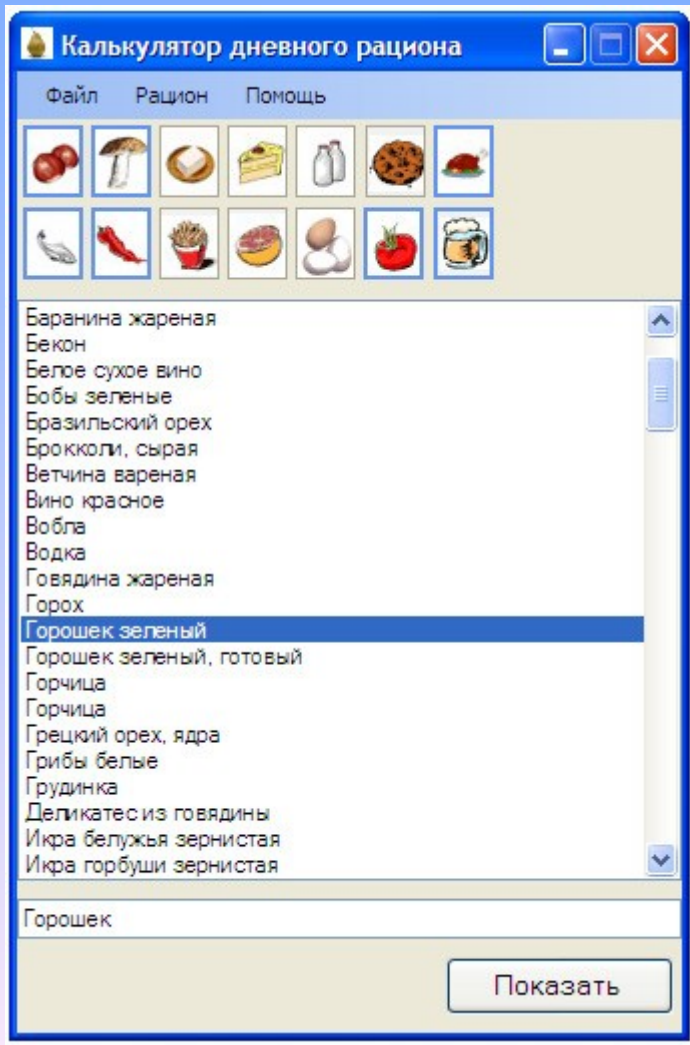 Калькулятор дневного рациона
Файл Рацион Помощь
Баранина жареная
Бекон
Белое сухое вино
Бобы зеленые
Бразильский орех
Брокколи, сырая
Ветчина вареная
Вино красное
Вобла
Водка
Говядина жареная
Горох
Горошек зеленый
Горошек зеленый, готовый
Горчица
Горчица
Грецкий орех, ядра
Грибы белые
Грудинка
Деликатес из говядины
Икра белужья зернистая
Икра горбуши зернистая
Горошек
Показать